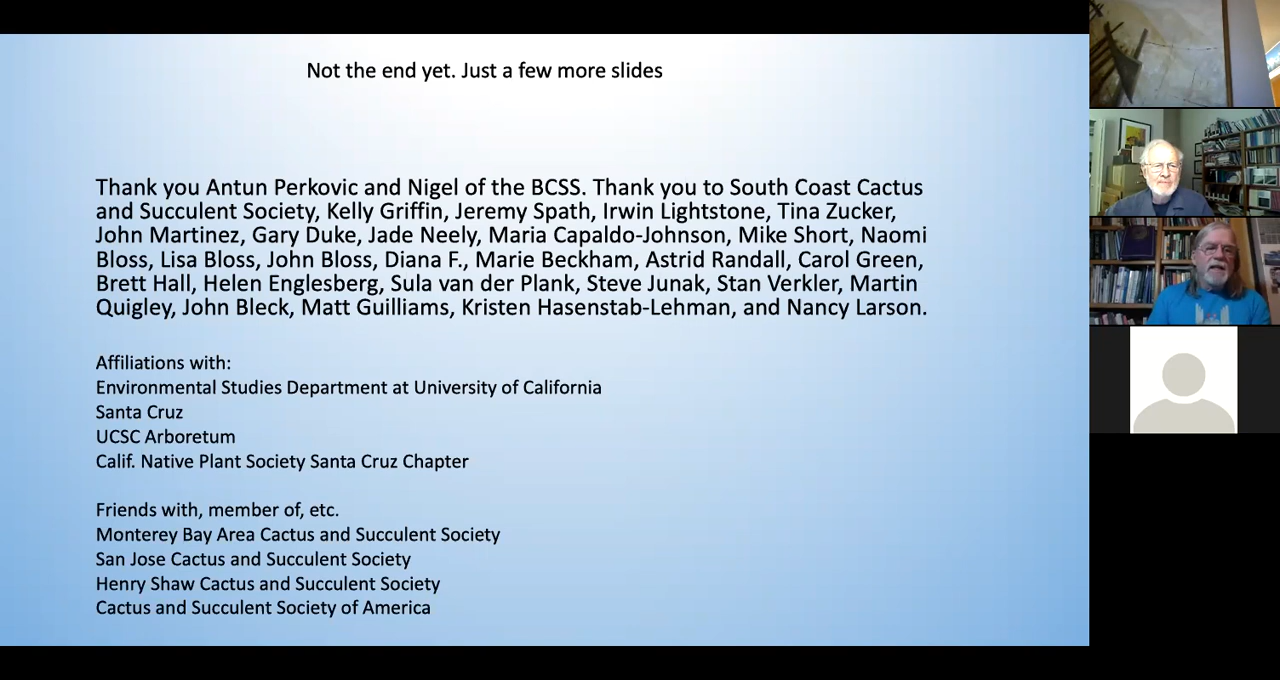 Not the end yet. Just a few more slides
Thank you Antun Perkovic and Nigel of the BCSS. Thank you to South Coast Cactus
and Succulent Society, Kelly Griffin, Jeremy Spath, Irwin Lightstone, Tina Zucker,
John Martinez, Gary Duke, Jade Neely, Maria Capaldo-Johnson, Mike Short, Naomi
Bloss, Lisa Bloss, John Bloss, Diana F., Marie Beckham, Astrid Randall, Carol Green,
Brett Hall, Helen Englesberg, Sula van der Plank, Steve Junak, Stan Verkler, Martin
Quigley, John Bleck, Matt Guilliams, Kristen Hasenstab-Lehman, and Nancy Larson.
Affiliations with:
Environmental Studies Department at University of California
Santa Cruz
UCSC Arboretum
Calif. Native Plant Society Santa Cruz Chapter
Friends with, member of, etc.
Monterey Bay Area Cactus and Succulent Society
San Jose Cactus and Succulent Society
Henry Shaw Cactus and Succulent Society
Cactus and Succulent Society of America